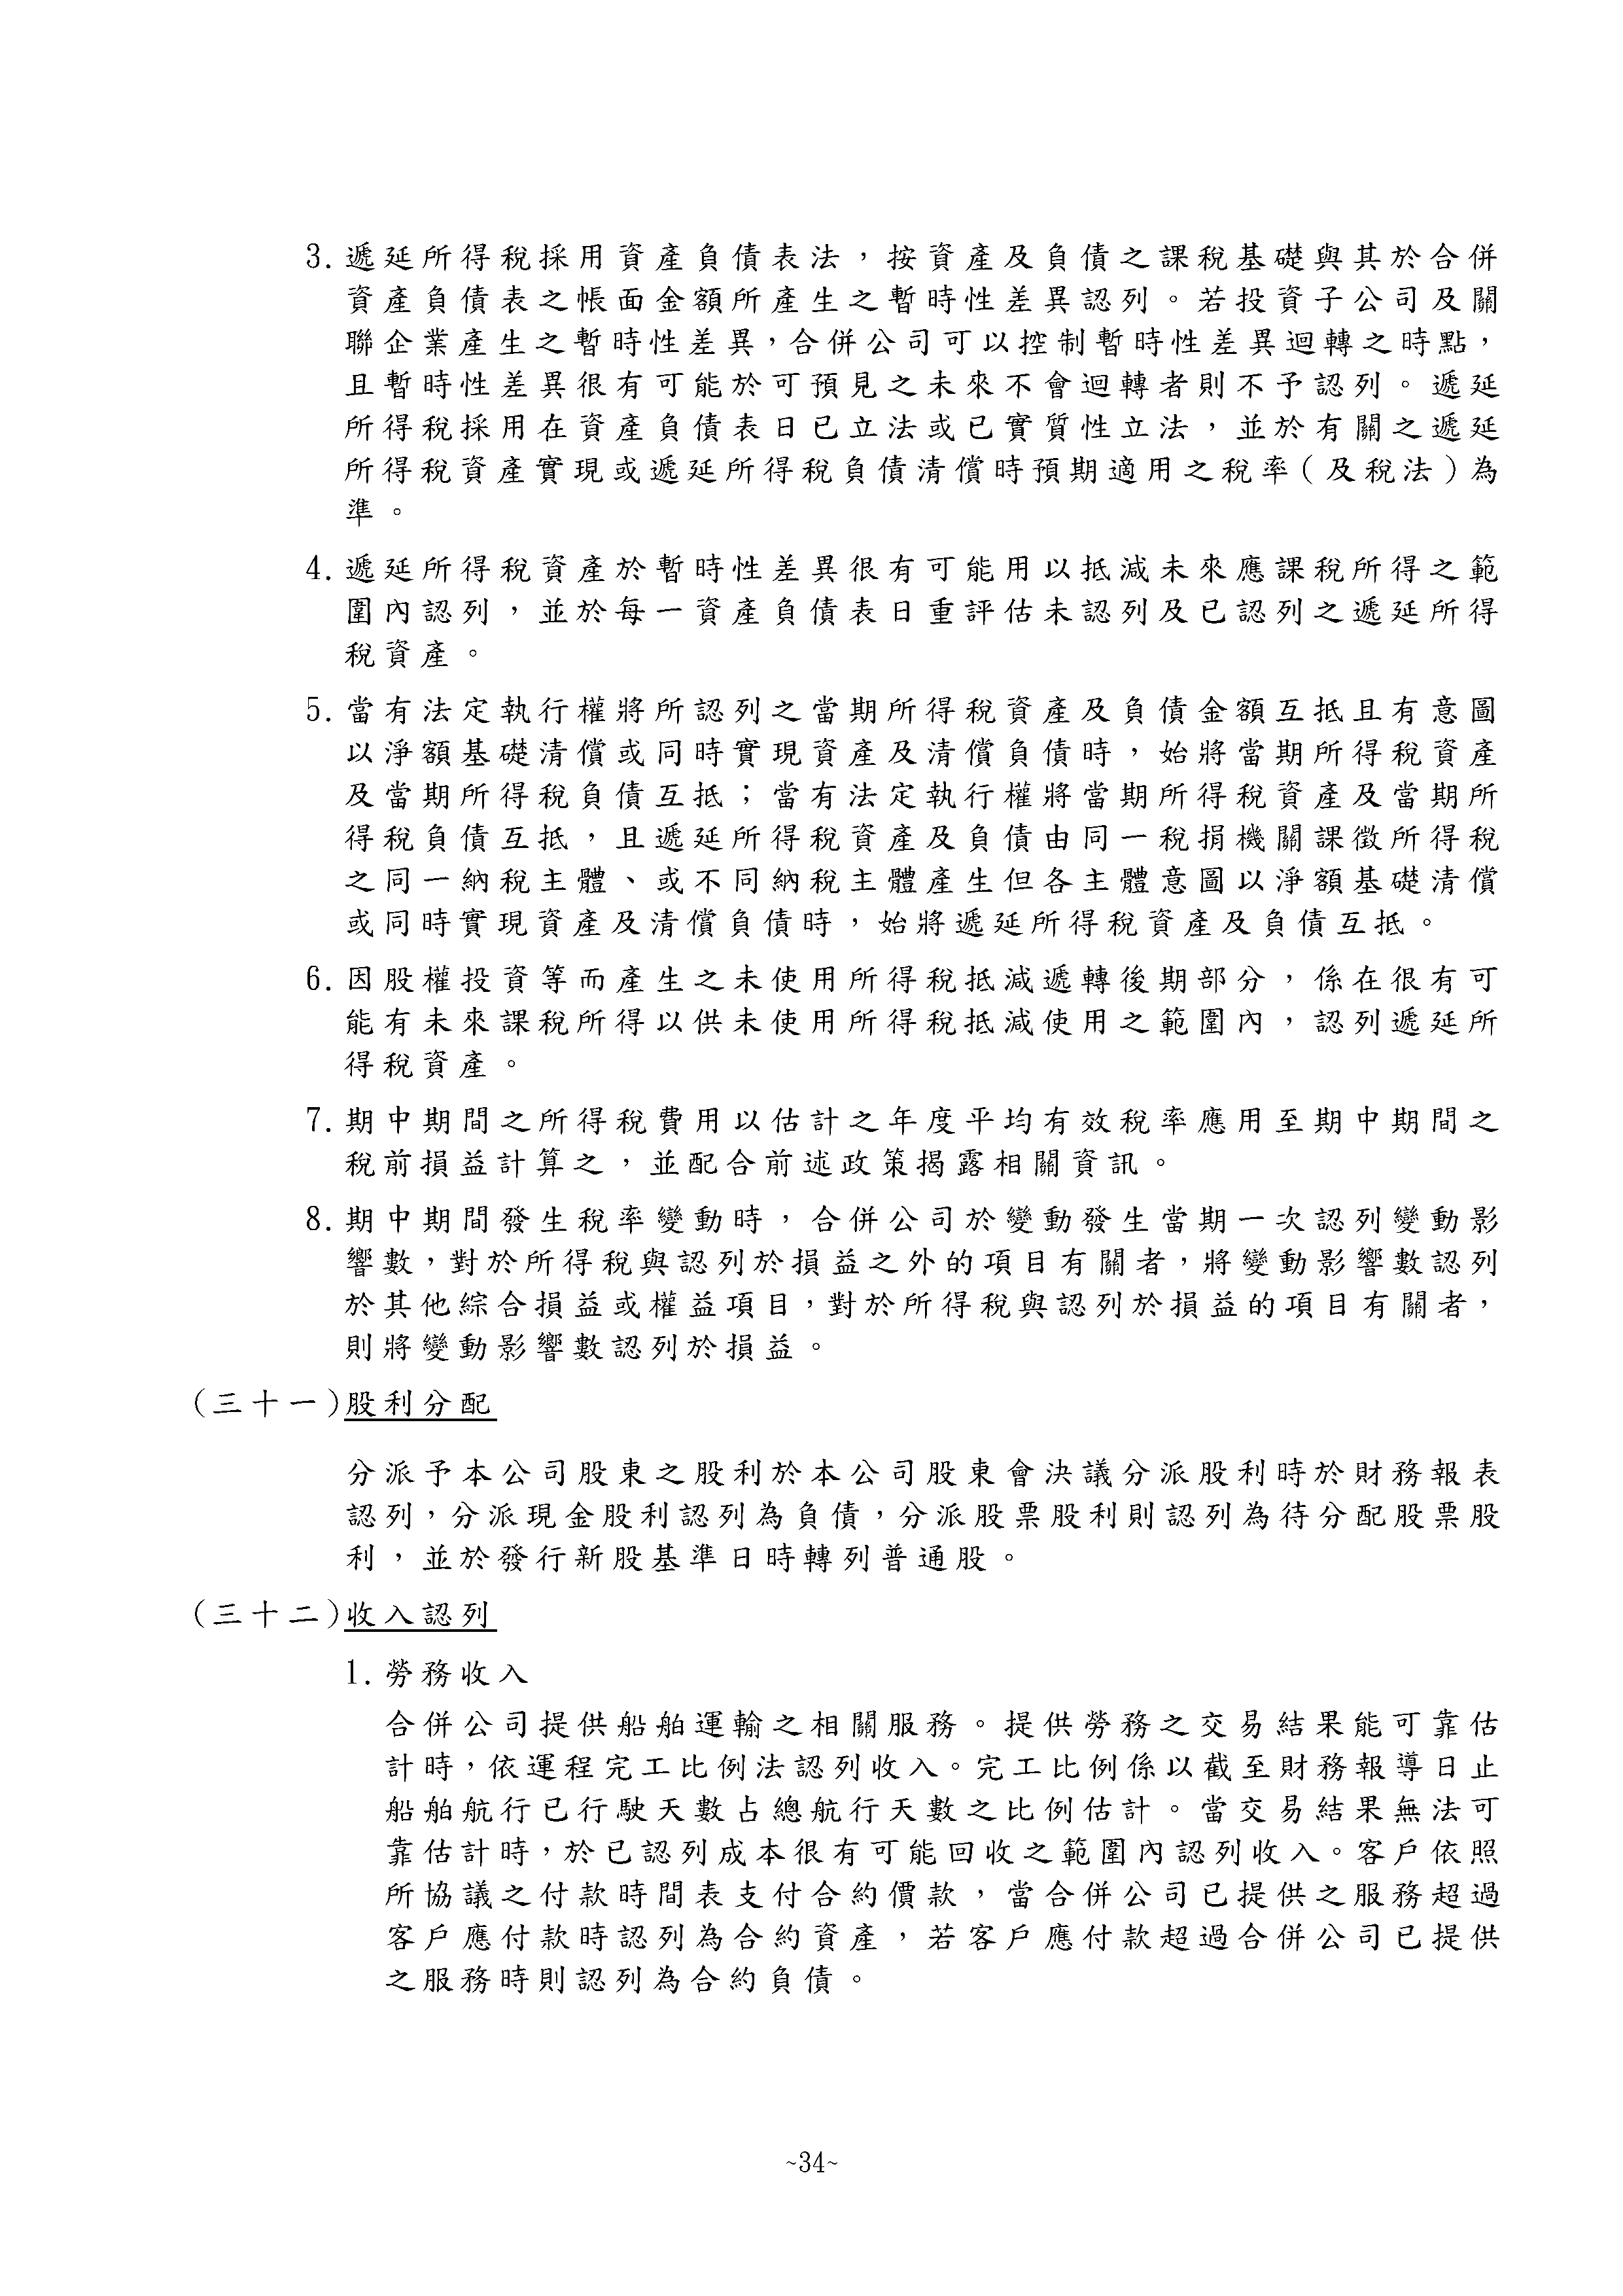 3.遞延所得稅採用資產負債表法，按資產及負債之課稅基礎與其於合併
資產負債表之帳面金額所產生之暫時性差異認列。若投資子公司及關
聯企業產生之暫時性差異，合併公司可以控制暫時性差異迴轉之時點，
且暫時性差異很有可能於可預見之未來不會迴轉者則不予認列。遞延
所得稅採用在資產負債表日已立法或已實質性立法，並於有關之遞延
所得稅資產實現或遞延所得稅負債清償時預期適用之稅率（及稅法）為
準。
4.遞延所得稅資產於暫時性差異很有可能用以抵減未來應課稅所得之範
圍內認列，並於每一資產負債表日重評估未認列及已認列之遞延所得
稅資產。
5.當有法定執行權將所認列之當期所得稅資產及負債金額互抵且有意圖
以淨額基礎清償或同時實現資產及清償負債時，始將當期所得稅資產
及當期所得稅負債互抵；當有法定執行權將當期所得稅資產及當期所
得稅負債互抵，且遞延所得稅資產及負債由同一稅捐機關課徵所得稅
之同一納稅主體、或不同納稅主體產生但各主體意圖以淨額基礎清償
或同時實現資產及清償負債時，始將遞延所得稅資產及負債互抵。
6.因股權投資等而產生之未使用所得稅抵減遞轉後期部分，係在很有可
能有未來課稅所得以供未使用所得稅抵減使用之範圍內，認列遞延所
得稅資產。
7.期中期間之所得稅費用以估計之年度平均有效稅率應用至期中期間之
稅前損益計算之，並配合前述政策揭露相關資訊。
8.期中期間發生稅率變動時，合併公司於變動發生當期一次認列變動影
響數，對於所得稅與認列於損益之外的項目有關者，將變動影響數認列
於其他綜合損益或權益項目，對於所得稅與認列於損益的項目有關者，
則將變動影響數認列於損益。
(三十一)股利分配
分派予本公司股東之股利於本公司股東會決議分派股利時於財務報表
認列，分派現金股利認列為負債，分派股票股利則認列為待分配股票股
利，並於發行新股基準日時轉列普通股。
(三十二)收入認列
1.勞務收入
合併公司提供船舶運輸之相關服務。提供勞務之交易結果能可靠估
計時，依運程完工比例法認列收入。完工比例係以截至財務報導日止
船舶航行已行駛天數占總航行天數之比例估計。當交易結果無法可
靠估計時，於已認列成本很有可能回收之範圍內認列收入。客戶依照
所協議之付款時間表支付合約價款，當合併公司已提供之服務超過
客戶應付款時認列為合約資產，若客戶應付款超過合併公司已提供
之服務時則認列為合約負債。
~34~